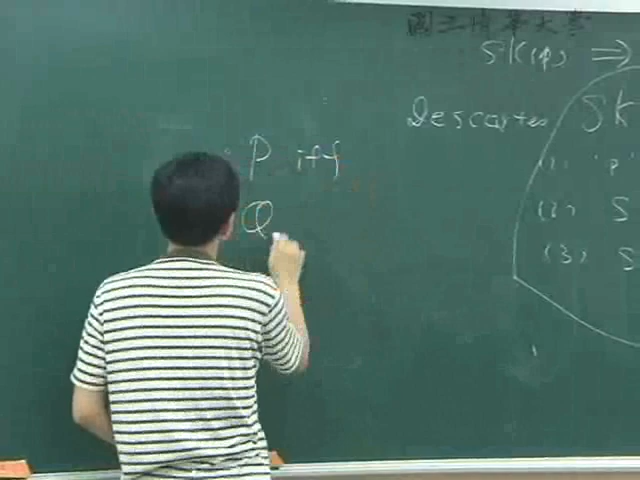 國立清華大學
SK(p) ⇒
Descartes SK
P iff
(1) 'p'
Q
(2) S
(3) S